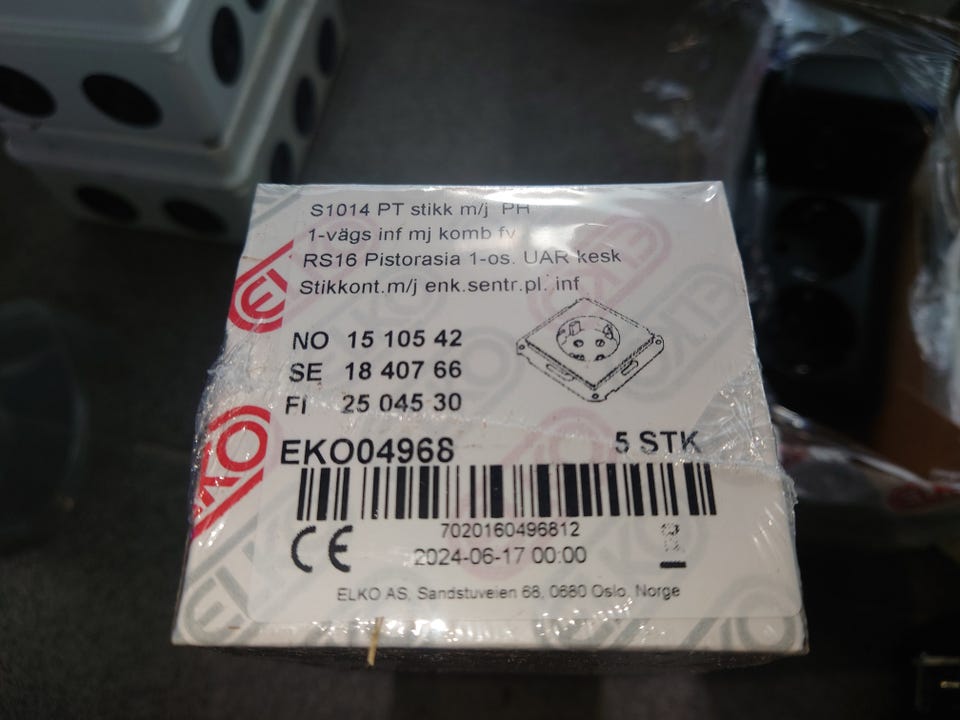 S1014 PT stikk m/j PH
1-vägs inf mj komb fv
RS16 Pistorasia 1-os. UAR kesk
Stikkont.m/j enk.sentr.pl. inf
NO 15 105 42
SE 18 407 66
FI 25 045 30
EKO04968
5 STK
7020160496812
CE
2024-06-17 00:00
ELKO AS, Sandstuveien 68, 0680 Oslo, Norge